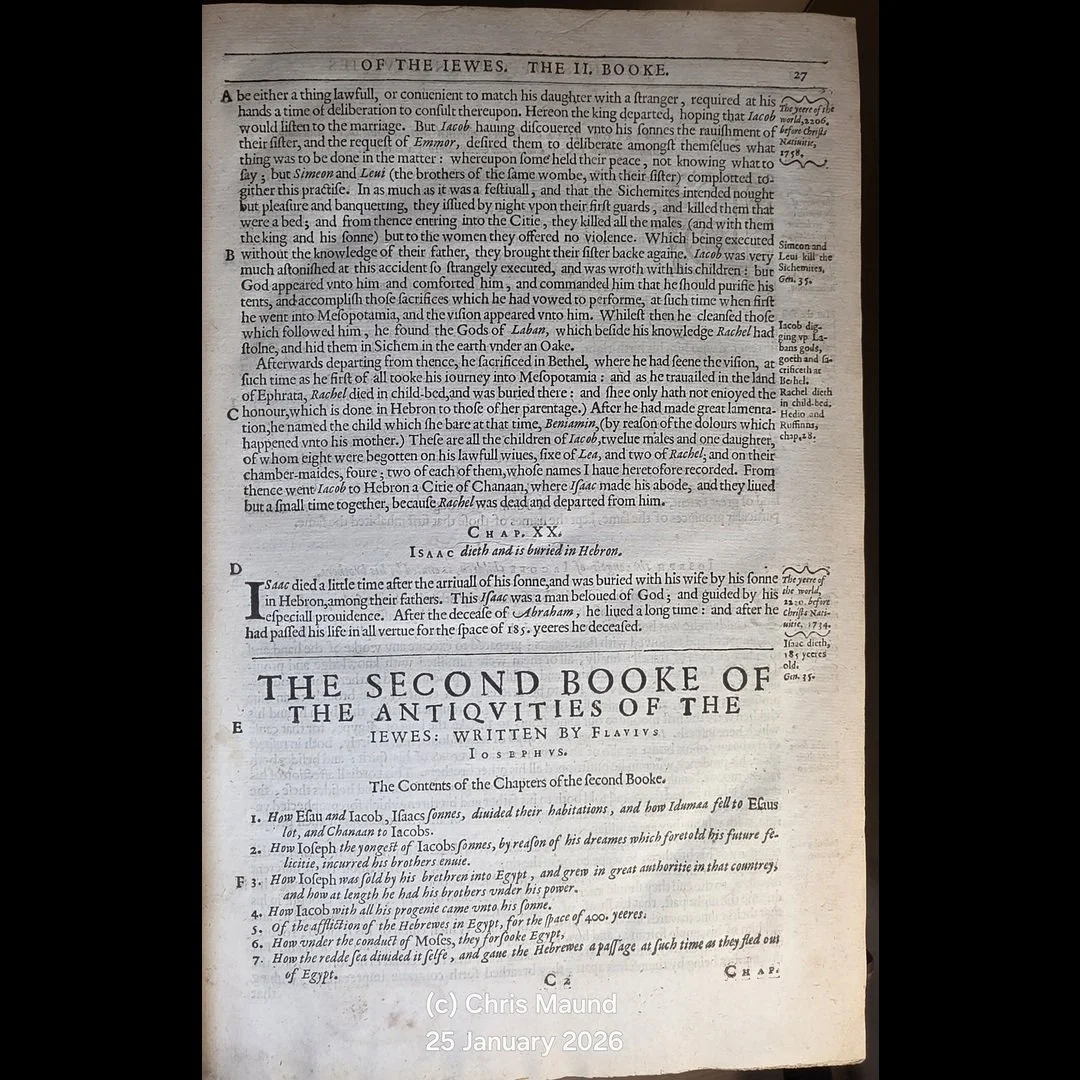 OF THE IEWES. THE II. BOOKE.
27
A be either a thing lawfull, or conuenient to match his daughter with a ſtranger, required at his
hands a time of deliberation to conſult thereupon. Hereon the king departed, hoping that Iacob
would liſten to the marriage. But Iacob hauing diſcouered vnto his ſonnes the rauiſhment of
their ſiſter, and the requeſt of Emmor, deſired them to deliberate amongſt themſelues what
thing was to be done in the matter: whereupon ſome held their peace, not knowing what to
ſay; but Simeon and Leui (the brothers of the ſame wombe, with their ſiſter) complotted to-
gither this practiſe. In as much as it was a feſtiuall, and that the Sichemites intended nought
but pleaſure and banquetting, they iſſued by night vpon their firſt guards, and killed them that
were a bed; and from thence entring into the Citie, they killed all the males (and with them
the king and his ſonne) but to the women they offered no violence. Which being executed
B without the knowledge of their father, they brought their ſiſter backe againe. Iacob was very
much aſtoniſhed at this accident ſo ſtrangely executed, and was wroth with his children: but
God appeared vnto him and comforted him, and commanded him that he ſhould purifie his
tents, and accompliſh thoſe ſacrifices which he had vowed to performe, at ſuch time when firſt
he went into Meſopotamia, and the viſion appeared vnto him. Whileſt then he cleanſed thoſe
which followed him, he found the Gods of Laban, which beſide his knowledge Rachel had
ſtolne, and hid them in Sichem in the earth vnder an Oake.
Afterwards departing from thence, he ſacrificed in Bethel, where he had ſeene the viſion, at
ſuch time as he firſt of all tooke his iourney into Meſopotamia: and as he trauailed in the land
of Ephrata, Rachel died in child-bed, and was buried there: and ſhee only hath not enioyed the
C honour, which is done in Hebron to thoſe of her parentage.) After he had made great lamenta-
tion, he named the child which ſhe bare at that time, Beniamin, (by reaſon of the dolours which
happened vnto his mother.) Theſe are all the children of Iacob, twelue males and one daughter,
of whom eight were begotten on his lawfull wiues, ſixe of Lea, and two of Rachel; and on their
chamber-maides, foure; two of each of them, whoſe names I haue heretofore recorded. From
thence went Iacob to Hebron a Citie of Chanaan, where Iſaac made his abode, and they liued
but a ſmall time together, becauſe Rachel was dead and departed from him.
The yeere of the
world, 2206.
before Chriſts
Natiuitie,
1758.
Simeon and
Leui kill the
Sichemites,
Gen. 35.
Iacob dig-
ging vp La-
bans gods,
goeth and ſa-
crificeth at
Bethel.
Rachel dieth
in child-bed.
Hedio and
Ruffinus,
chap. 28.
CHAP. XX.
ISAAC dieth and is buried in Hebron.
D
ISaac died a little time after the arriuall of his ſonne, and was buried with his wife by his ſonne
in Hebron, among their fathers. This Iſaac was a man beloued of God; and guided by his
eſpeciall prouidence. After the deceaſe of Abraham, he liued a long time: and after he
had paſſed his life in all vertue for the ſpace of 185. yeeres he deceaſed.
The yeere of
the world,
2230. before
Chriſts Nati-
uitie, 1734.
Iſaac dieth,
185 yeeres
old.
Gen. 35.
THE SECOND BOOKE OF
THE ANTIQVITIES OF THE
E
IEWES: WRITTEN BY FLAVIVS
IOSEPHVS.
The Contents of the Chapters of the ſecond Booke.
1. How Eſau and Iacob, Iſaacs ſonnes, diuided their habitations, and how Idumæa fell to Eſaus
lot, and Chanaan to Iacobs.
2. How Ioſeph the yongeſt of Iacobs ſonnes, by reaſon of his dreames which foretold his future fe-
licitie, incurred his brothers enuie.
F 3. How Ioſeph was ſold by his brethren into Egypt, and grew in great authoritie in that countrey,
and how at length he had his brothers vnder his power.
4. How Iacob with all his progenie came vnto his ſonne.
5. Of the affliction of the Hebrewes in Egypt, for the ſpace of 400. yeeres.
6. How vnder the conduct of Moſes, they forſooke Egypt,
7. How the redde ſea diuided it ſelfe, and gaue the Hebrewes a paſſage at ſuch time as they fled out
of Egypt.
C 2
CHAP.
(c) Chris Maund
25 January 2026